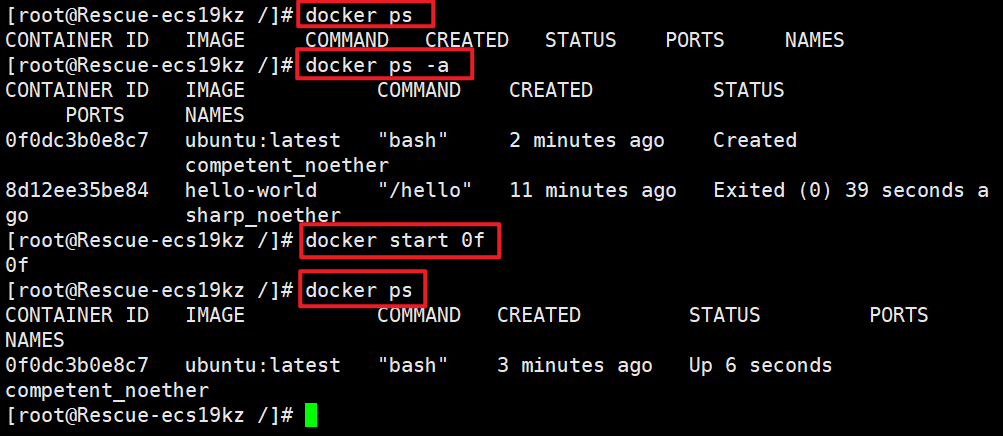 [root@Rescue-ecs19kz /]# docker ps
CONTAINER ID   IMAGE     COMMAND   CREATED   STATUS    PORTS     NAMES
[root@Rescue-ecs19kz /]# docker ps -a
CONTAINER ID   IMAGE           COMMAND    CREATED          STATUS
     PORTS     NAMES
0f0dc3b0e8c7   ubuntu:latest   "bash"     2 minutes ago    Created
               competent_noether
8d12ee35be84   hello-world     "/hello"   11 minutes ago   Exited (0) 39 seconds a
go             sharp_noether
[root@Rescue-ecs19kz /]# docker start 0f
0f
[root@Rescue-ecs19kz /]# docker ps
CONTAINER ID   IMAGE           COMMAND   CREATED         STATUS         PORTS
NAMES
0f0dc3b0e8c7   ubuntu:latest   "bash"    3 minutes ago   Up 6 seconds
competent_noether
[root@Rescue-ecs19kz /]#